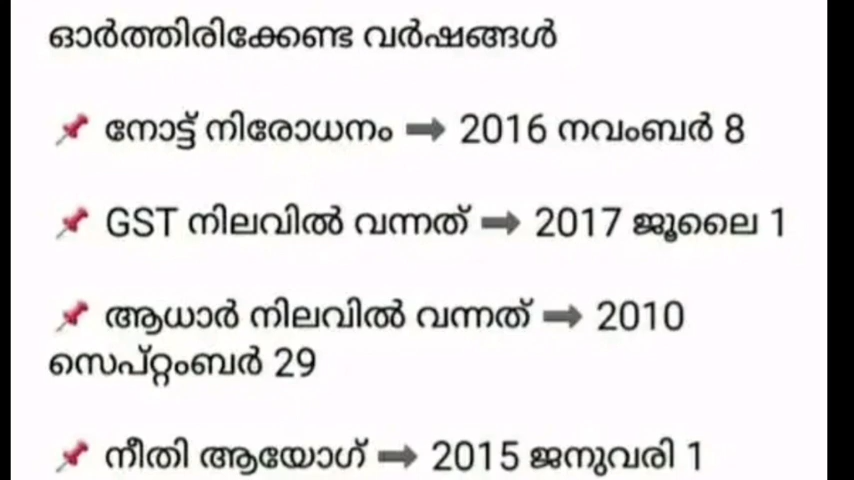 ഓർത്തിരിക്കേണ്ട വർഷങ്ങൾ
📌 നോട്ട് നിരോധനം ➡ 2016 നവംബർ 8
📌 GST നിലവിൽ വന്നത് ➡ 2017 ജൂലൈ 1
📌 ആധാർ നിലവിൽ വന്നത് ➡ 2010
സെപ്റ്റംബർ 29
📌 നീതി ആയോഗ് ➡ 2015 ജനുവരി 1